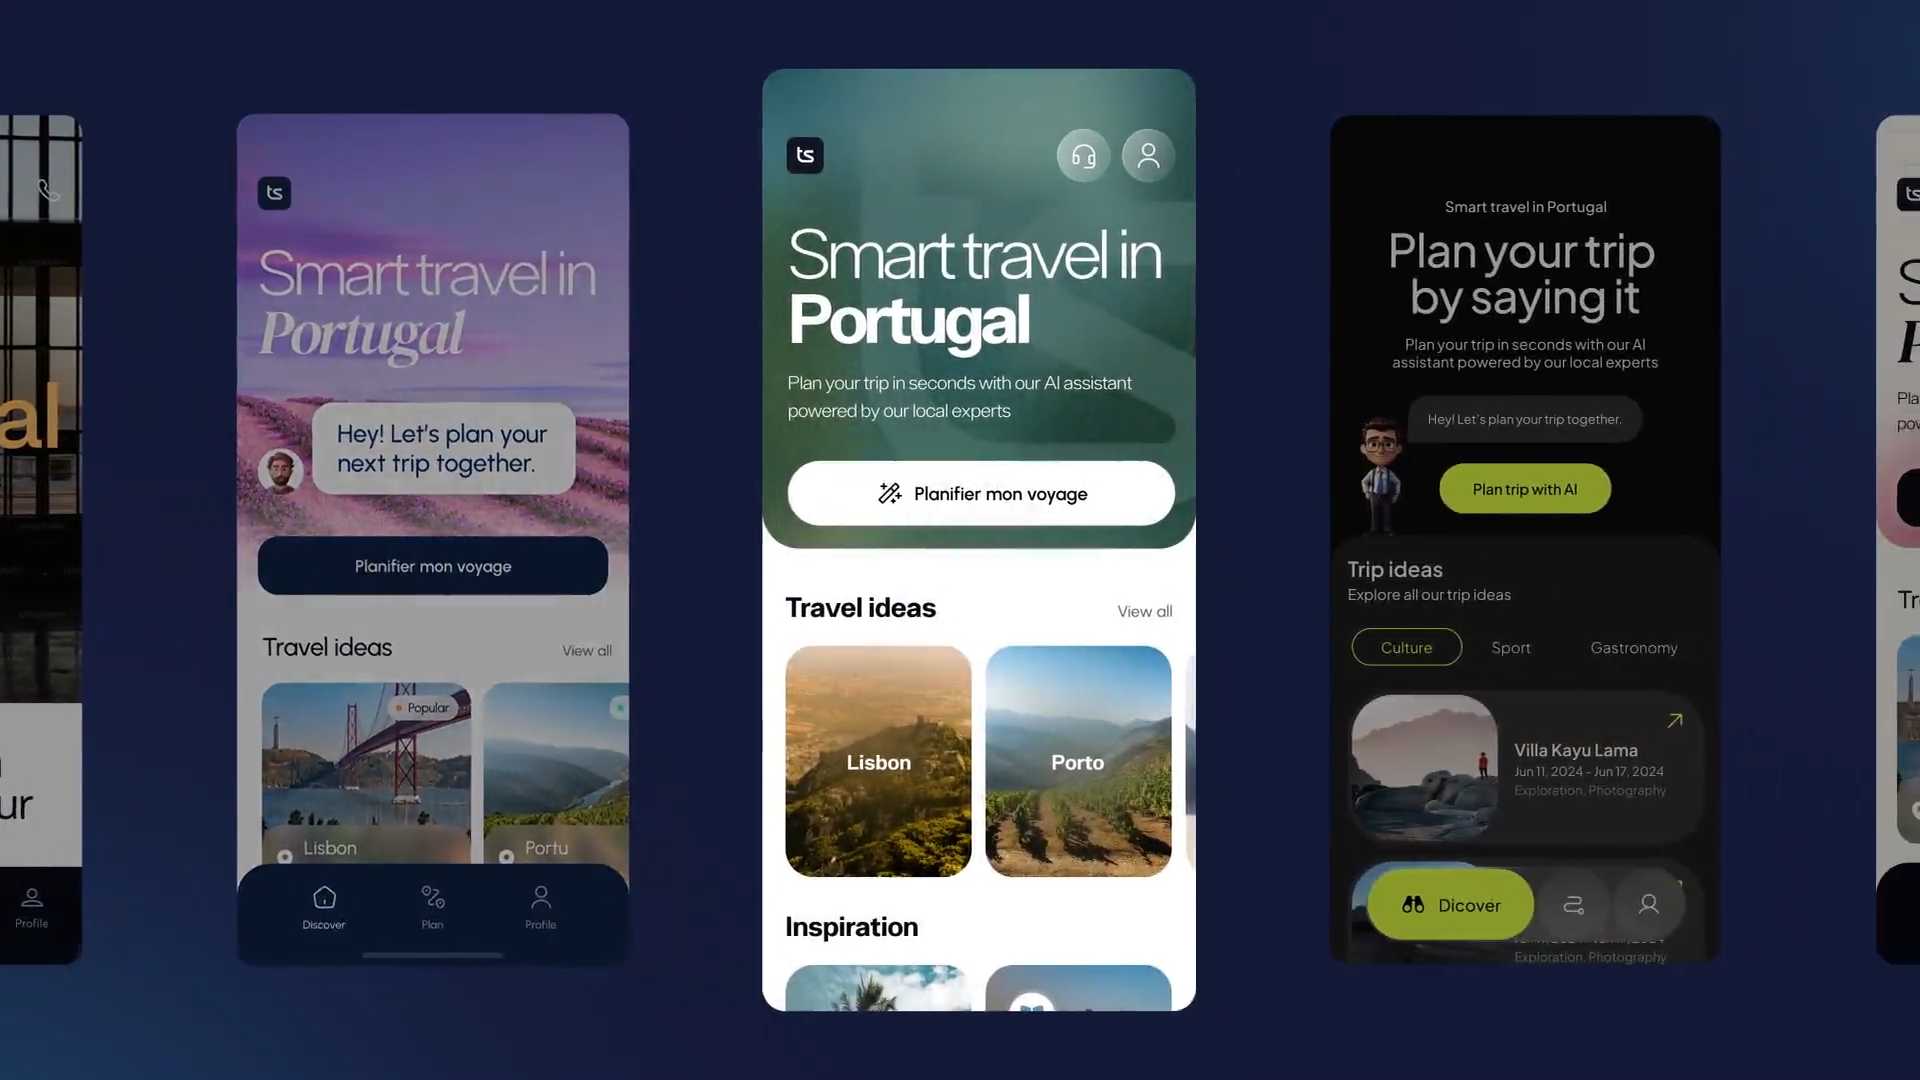 al
ur
Profile
ts
Smart travel in
Portugal
Hey! Let's plan your
next trip together.
Planifier mon voyage
Travel ideas
View all
Popular
Lisbon
Portu
Discover
Plan
Profile
ts
Smart travel in
Portugal
Plan your trip in seconds with our AI assistant
powered by our local experts
Planifier mon voyage
Travel ideas
View all
Lisbon
Porto
Inspiration
Smart travel in Portugal
Plan your trip
by saying it
Plan your trip in seconds with our AI
assistant powered by our local experts
Hey! Let's plan your trip together.
Plan trip with AI
Trip ideas
Explore all our trip ideas
Culture
Sport
Gastronomy
Villa Kayu Lama
Jun 11, 2024 - Jun 17, 2024
Exploration, Photography
Dicover
Exploration, Photography
ts
S
P
Pla
pow
Tr